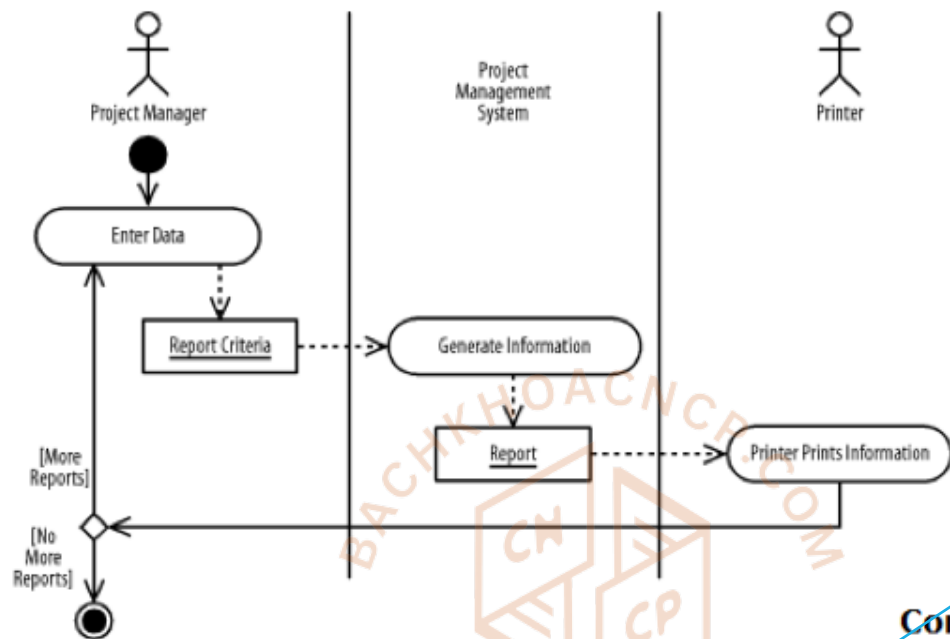 Project Manager
Project
Management
System
Printer
Enter Data
Report Criteria
Generate Information
Report
Printer Prints Information
[More
Reports]
[No
More
Reports]
BACHKHOACNCP.COM
CN
CP